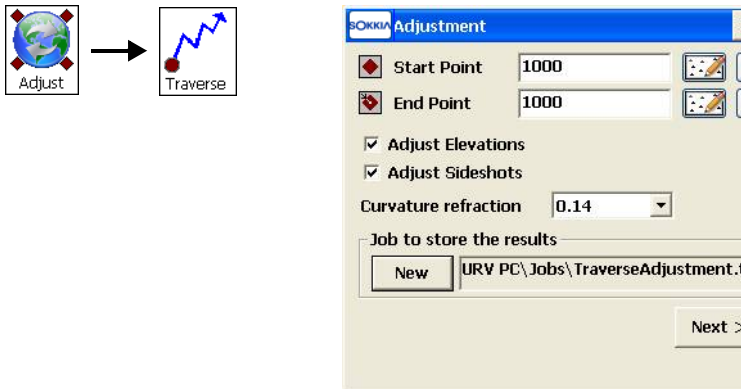 Adjust
Traverse
SOKKIA Adjustment
Start Point 1000
End Point 1000
Adjust Elevations
Adjust Sideshots
Curvature refraction 0.14
Job to store the results
New URV PC\Jobs\TraverseAdjustment.t
Next >